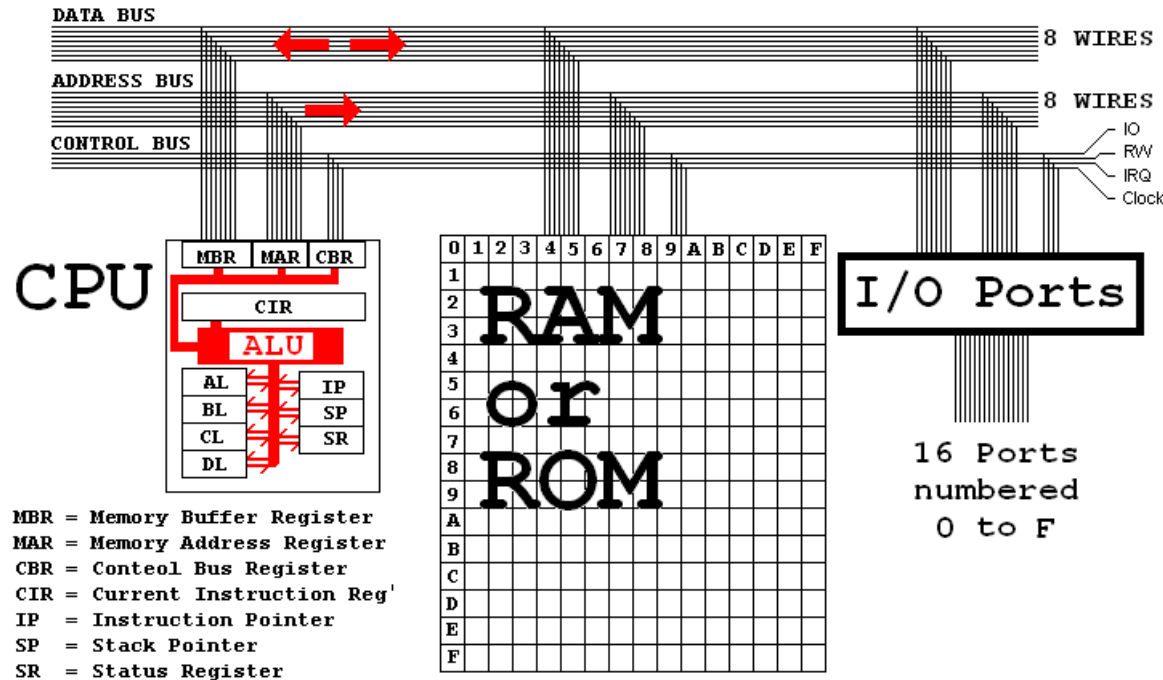 DATA BUS
8 WIRES
ADDRESS BUS
8 WIRES
CONTROL BUS
IO
RW
IRQ
Clock
CPU
MBR MAR CBR
CIR
ALU
AL IP
BL SP
CL SR
DL
0 1 2 3 4 5 6 7 8 9 A B C D E F
1
2
3
4
5
6
7
8
9
A
B
C
D
E
F
RAM
or
ROM
I/O Ports
16 Ports
numbered
0 to F
MBR = Memory Buffer Register
MAR = Memory Address Register
CBR = Conteol Bus Register
CIR = Current Instruction Reg'
IP = Instruction Pointer
SP = Stack Pointer
SR = Status Register